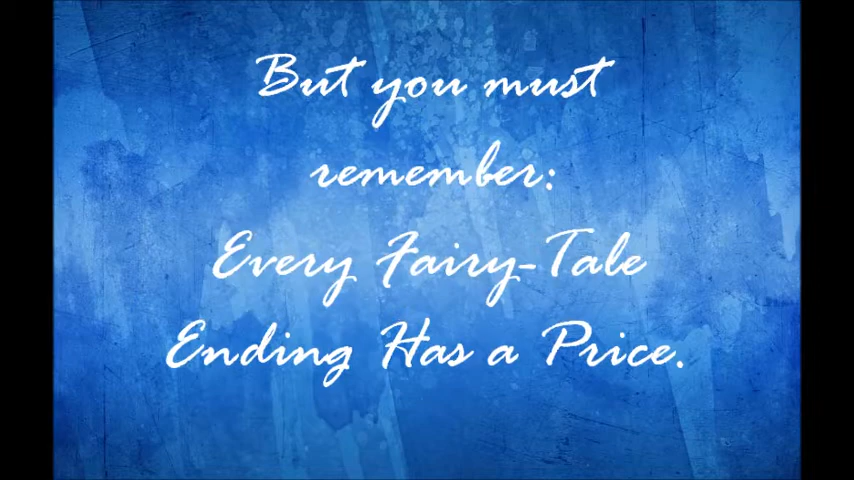 But you must
remember:
Every Fairy-Tale
Ending Has a Price.